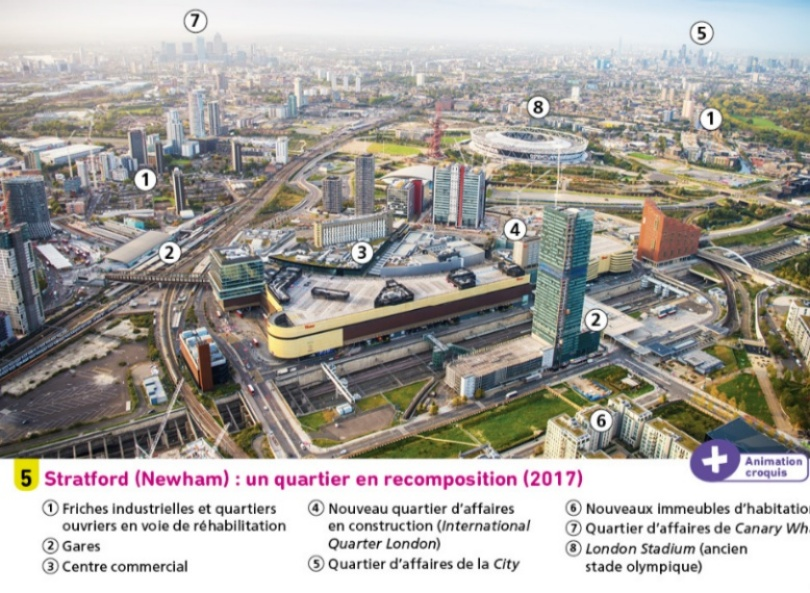 7
5
8
1
1
4
2
3
2
6
Animation
croquis
5 Stratford (Newham) : un quartier en recomposition (2017)
1 Friches industrielles et quartiers
ouvriers en voie de réhabilitation
2 Gares
3 Centre commercial
4 Nouveau quartier d'affaires
en construction (International
Quarter London)
5 Quartier d'affaires de la City
6 Nouveaux immeubles d'habitatio
7 Quartier d'affaires de Canary Wh
8 London Stadium (ancien
stade olympique)